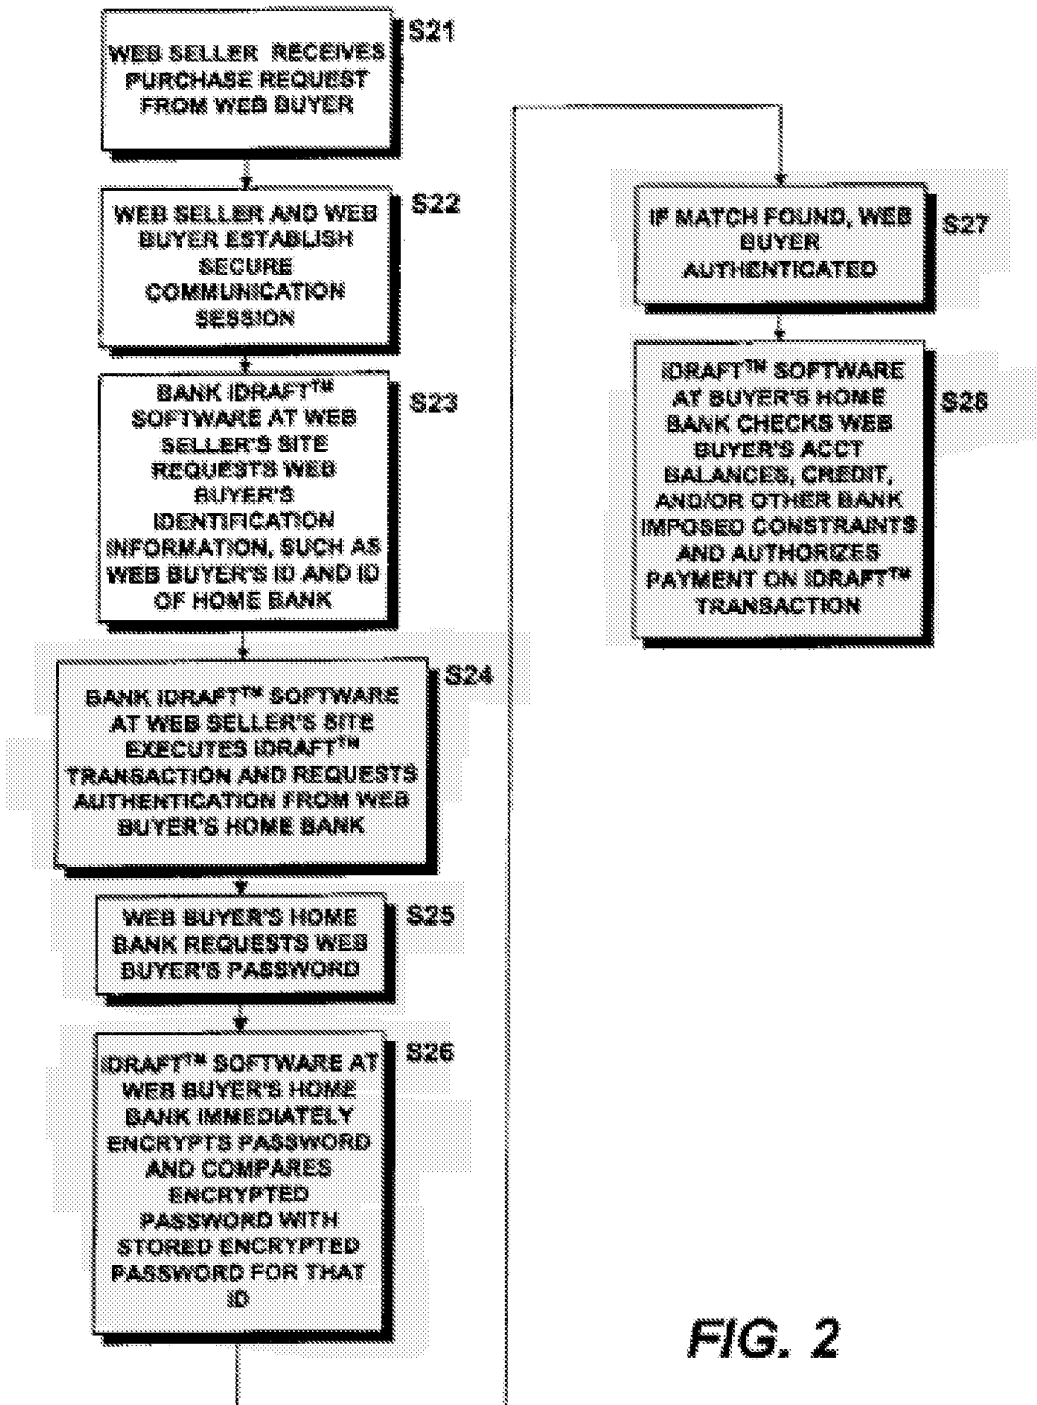 S21
WEB SELLER RECEIVES
PURCHASE REQUEST
FROM WEB BUYER
S22
WEB SELLER AND WEB
BUYER ESTABLISH
SECURE
COMMUNICATION
SESSION
S23
BANK IDRAFT™
SOFTWARE AT WEB
SELLER'S SITE
REQUESTS WEB
BUYER'S
IDENTIFICATION
INFORMATION, SUCH AS
WEB BUYER'S ID AND ID
OF HOME BANK
S24
BANK IDRAFT™ SOFTWARE
AT WEB SELLER'S SITE
EXECUTES IDRAFT™
TRANSACTION AND REQUESTS
AUTHENTICATION FROM WEB
BUYER'S HOME BANK
S25
WEB BUYER'S HOME
BANK REQUESTS WEB
BUYER'S PASSWORD
S26
IDRAFT™ SOFTWARE AT
WEB BUYER'S HOME
BANK IMMEDIATELY
ENCRYPTS PASSWORD
AND COMPARES
ENCRYPTED
PASSWORD WITH
STORED ENCRYPTED
PASSWORD FOR THAT
ID
S27
IF MATCH FOUND, WEB
BUYER
AUTHENTICATED
S28
IDRAFT™ SOFTWARE
AT BUYER'S HOME
BANK CHECKS WEB
BUYER'S ACCT
BALANCES, CREDIT,
AND/OR OTHER BANK
IMPOSED CONSTRAINTS
AND AUTHORIZES
PAYMENT ON IDRAFT™
TRANSACTION
FIG. 2